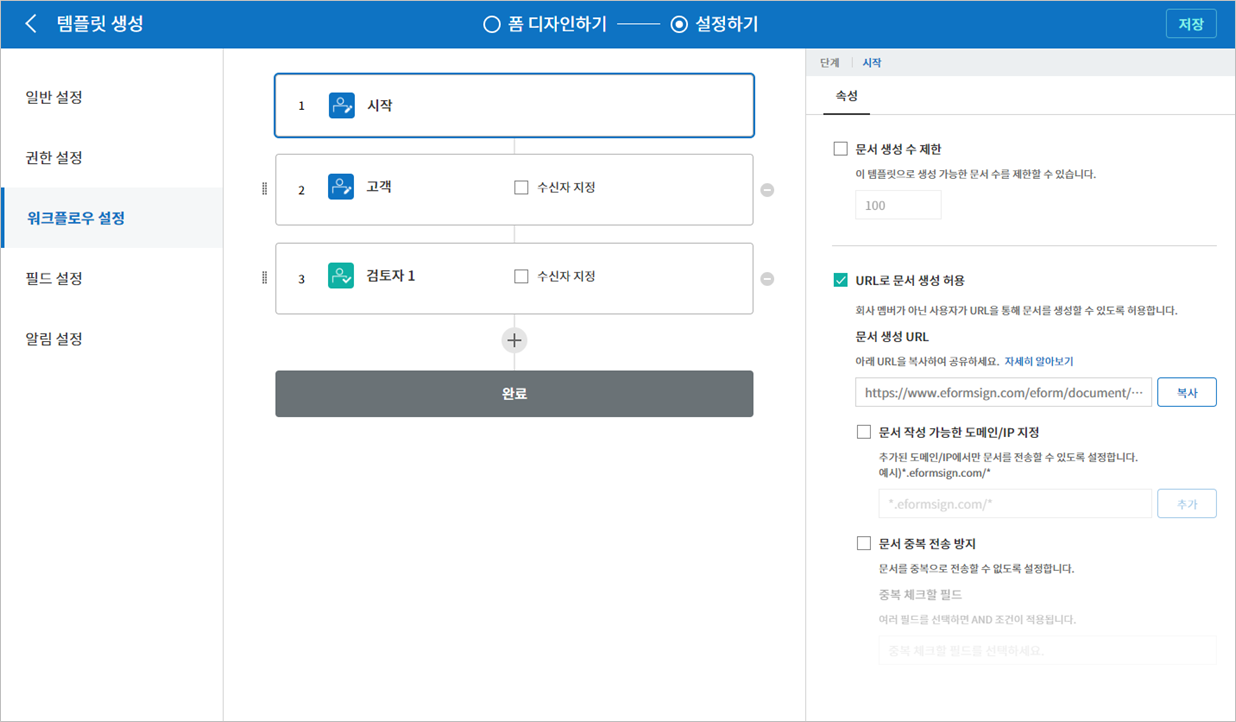 템플릿 생성
폼 디자인하기
설정하기
저장
일반 설정
권한 설정
워크플로우 설정
필드 설정
알림 설정
1 시작
2 고객 수신자 지정
3 검토자 1 수신자 지정
완료
단계 시작
속성
문서 생성 수 제한
이 템플릿으로 생성 가능한 문서 수를 제한할 수 있습니다.
100
URL로 문서 생성 허용
회사 멤버가 아닌 사용자가 URL을 통해 문서를 생성할 수 있도록 허용합니다.
문서 생성 URL
아래 URL을 복사하여 공유하세요. 자세히 알아보기
https://www.eformsign.com/eform/document/··· 복사
문서 작성 가능한 도메인/IP 지정
추가된 도메인/IP에서만 문서를 전송할 수 있도록 설정합니다.
예시)*.eformsign.com/*
*.eformsign.com/* 추가
문서 중복 전송 방지
문서를 중복으로 전송할 수 없도록 설정합니다.
중복 체크할 필드
여러 필드를 선택하면 AND 조건이 적용됩니다.
중복 체크할 필드를 선택하세요.